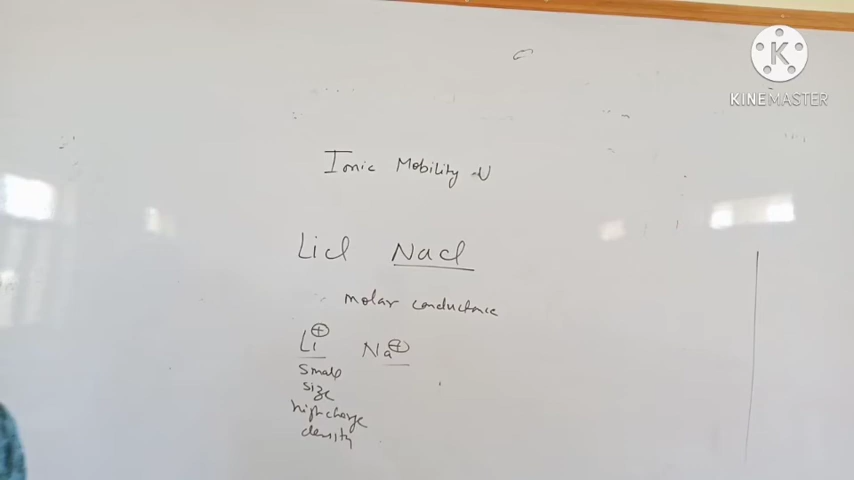 KINEMASTER
Ionic Mobility U
LiCl NaCl
molar conductance
Li⊕ Na⊕
Small
size
high charge
density